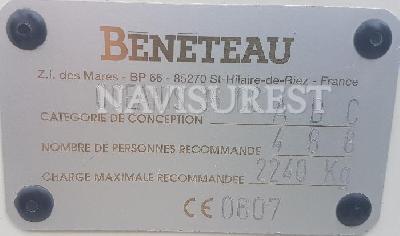 BENETEAU
Z.I. des Mares - BP 66 - 85270 St-Hilaire-de-Riez - France
NAVISUREST
CATEGORIE DE CONCEPTION A B C
NOMBRE DE PERSONNES RECOMMANDE 4 8 8
CHARGE MAXIMALE RECOMMANDEE 2240 Kg
CE 0607